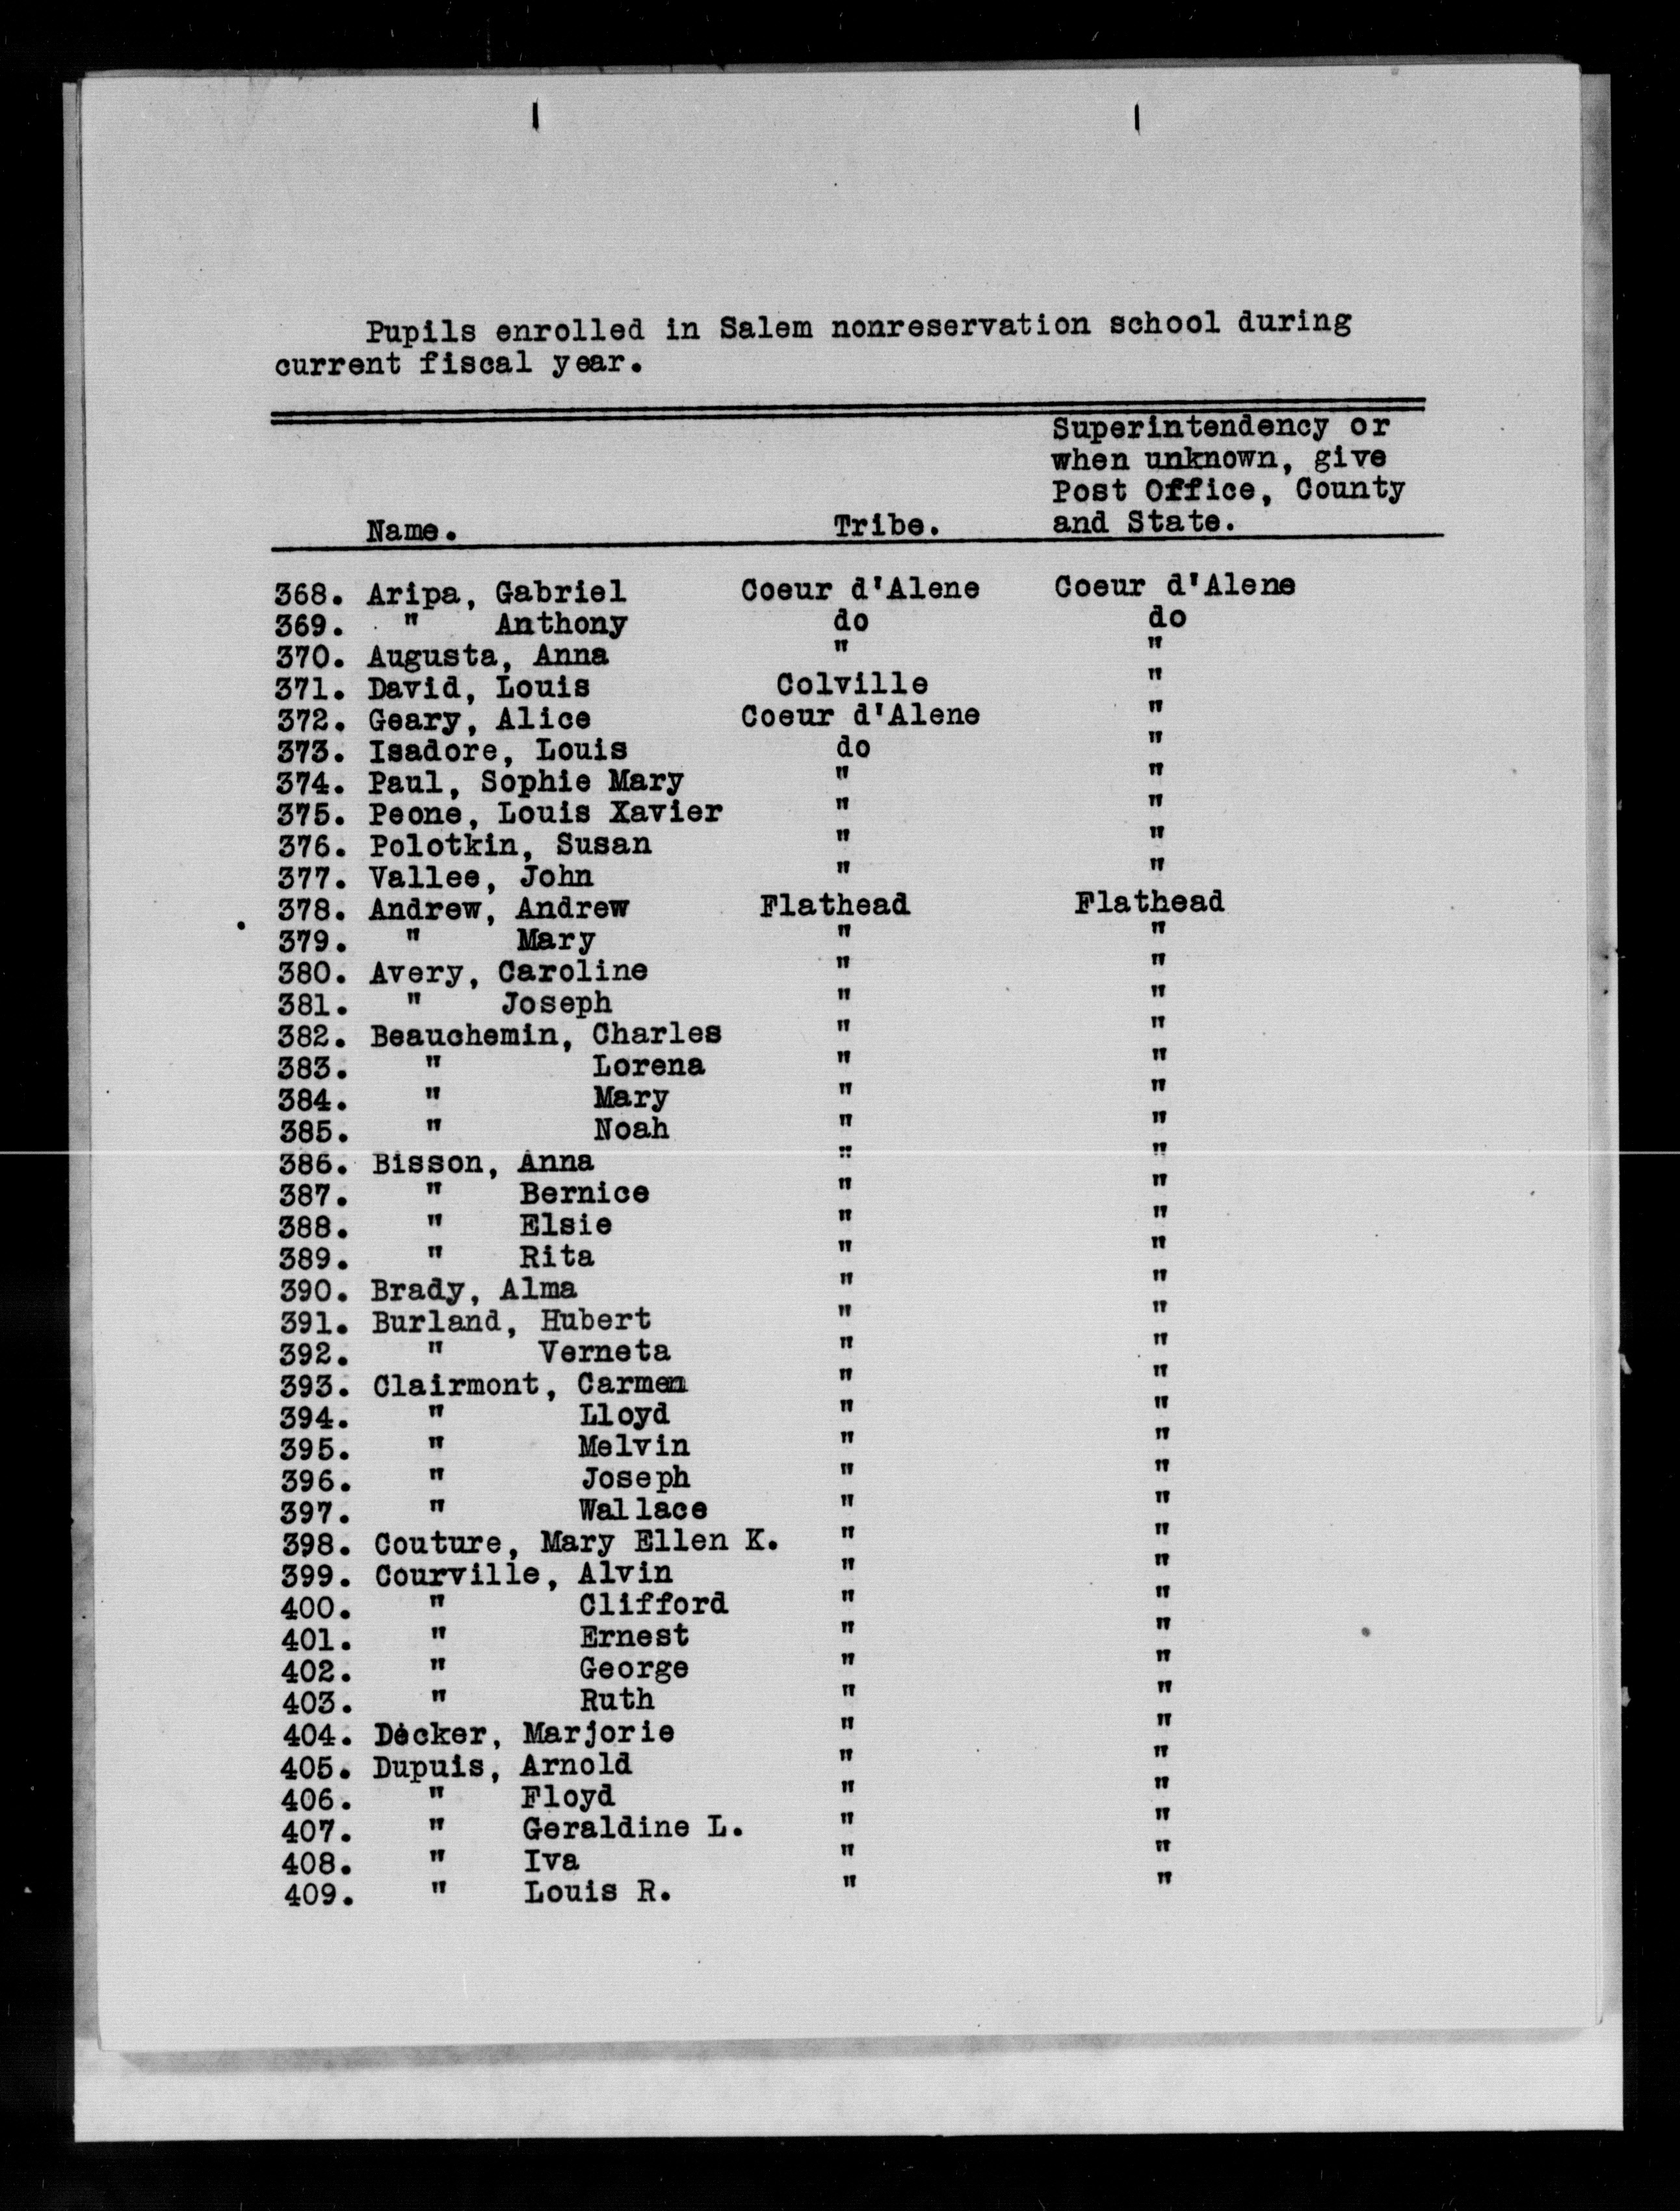 Pupils enrolled in Salem nonreservation school during
current fiscal year.
Superintendency or
when unknown, give
Post Office, County
Name. Tribe. and State.
368. Aripa, Gabriel Coeur d'Alene Coeur d'Alene
369. " Anthony do do
370. Augusta, Anna " "
371. David, Louis Colville "
372. Geary, Alice Coeur d'Alene "
373. Isadore, Louis do "
374. Paul, Sophie Mary " "
375. Peone, Louis Xavier " "
376. Polotkin, Susan " "
377. Vallee, John " "
378. Andrew, Andrew Flathead Flathead
379. " Mary " "
380. Avery, Caroline " "
381. " Joseph " "
382. Beauchemin, Charles " "
383. " Lorena " "
384. " Mary " "
385. " Noah " "
386. Bisson, Anna " "
387. " Bernice " "
388. " Elsie " "
389. " Rita " "
390. Brady, Alma " "
391. Burland, Hubert " "
392. " Verneta " "
393. Clairmont, Carmen " "
394. " Lloyd " "
395. " Melvin " "
396. " Joseph " "
397. " Wallace " "
398. Couture, Mary Ellen K. " "
399. Courville, Alvin " "
400. " Clifford " "
401. " Ernest " "
402. " George " "
403. " Ruth " "
404. Decker, Marjorie " "
405. Dupuis, Arnold " "
406. " Floyd " "
407. " Geraldine L. " "
408. " Iva " "
409. " Louis R. " "